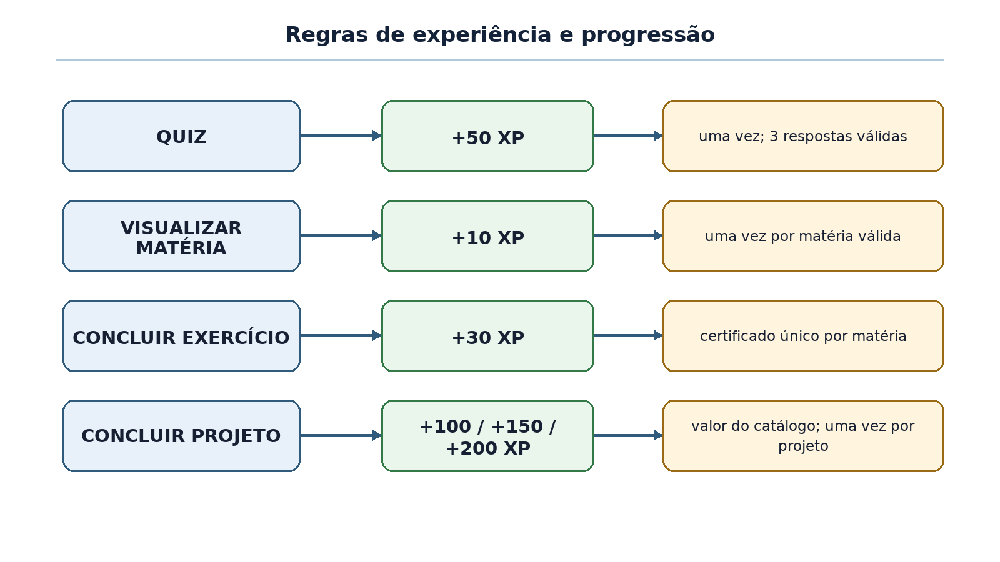 Regras de experiência e progressão
QUIZ
+50 XP
uma vez; 3 respostas válidas
VISUALIZAR
MATÉRIA
+10 XP
uma vez por matéria válida
CONCLUIR EXERCÍCIO
+30 XP
certificado único por matéria
CONCLUIR PROJETO
+100 / +150 /
+200 XP
valor do catálogo; uma vez por
projeto